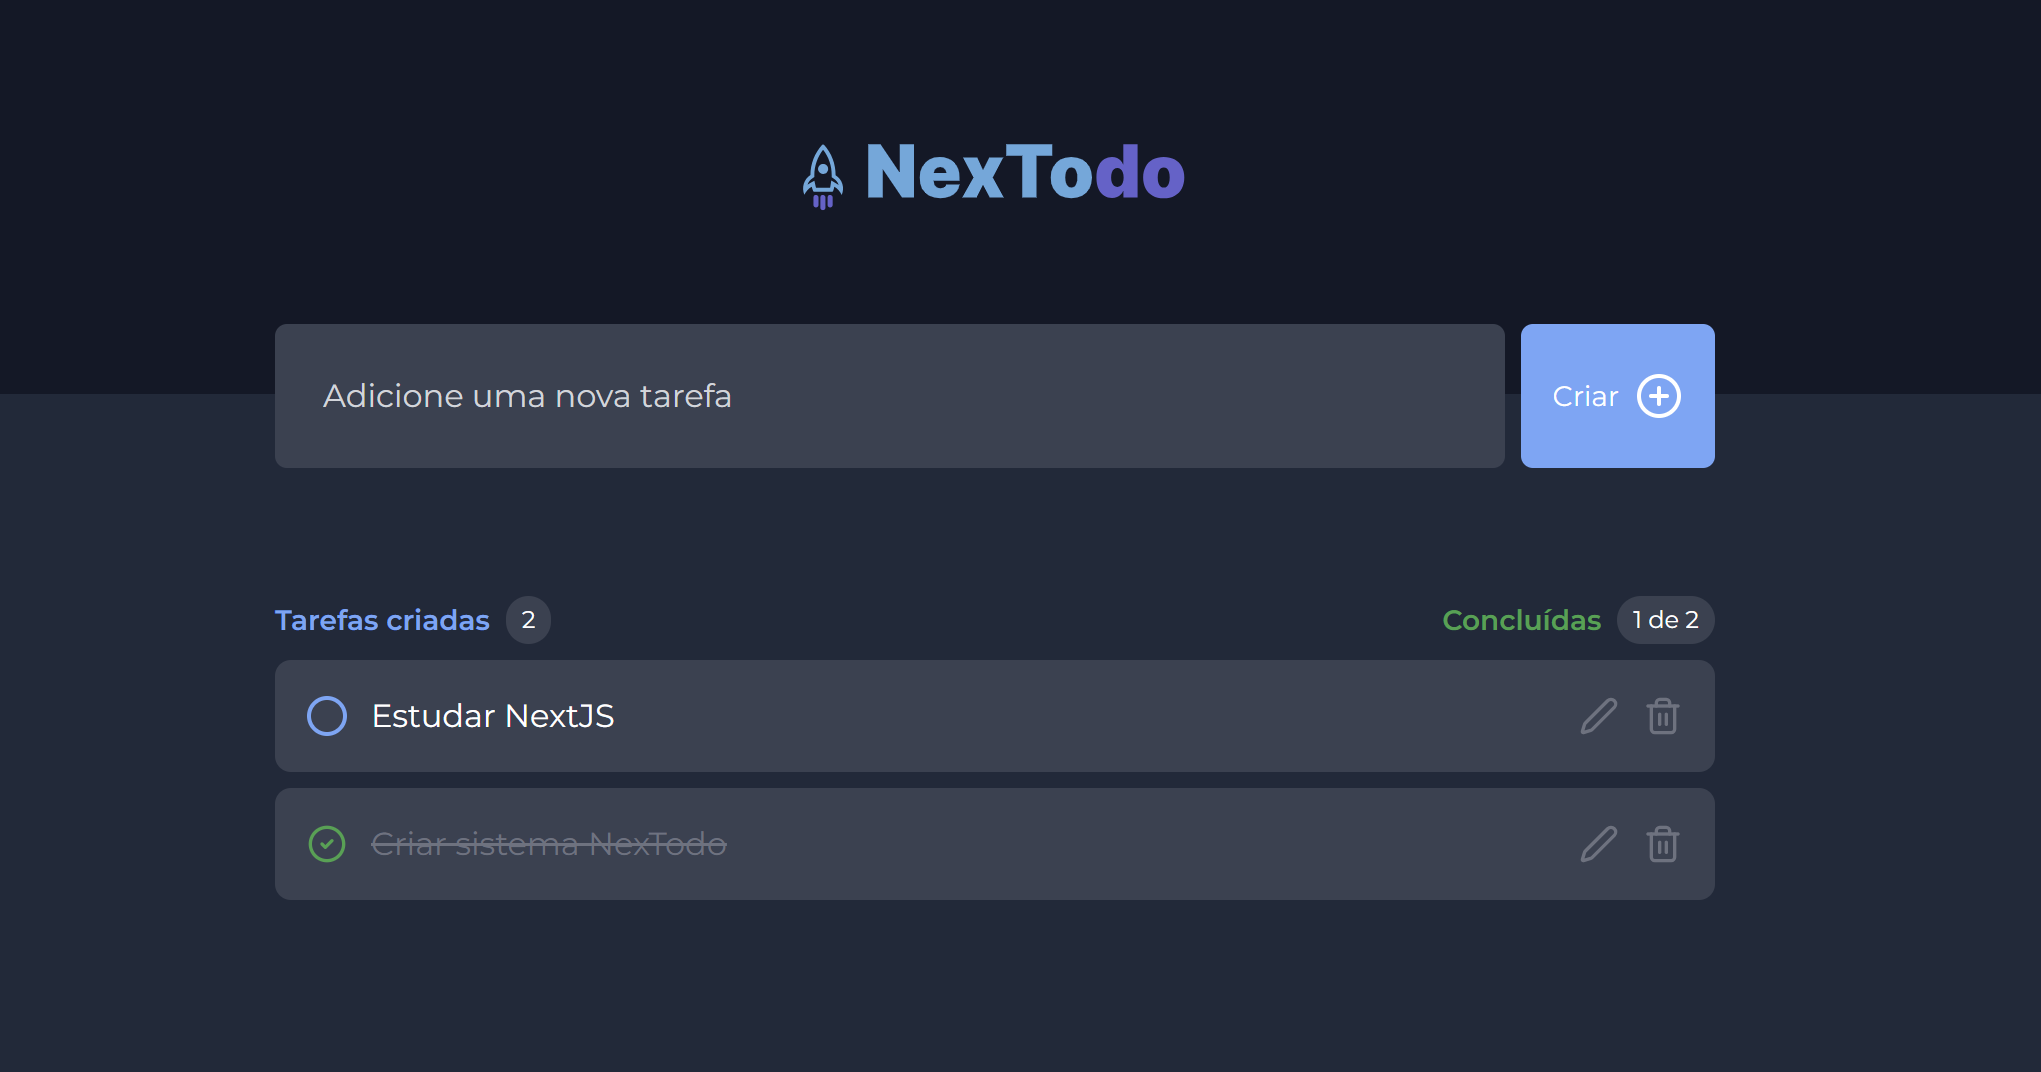 NexTodo
Adicione uma nova tarefa
Criar
Tarefas criadas 2
Concluídas 1 de 2
Estudar NextJS
Criar sistema NexTodo